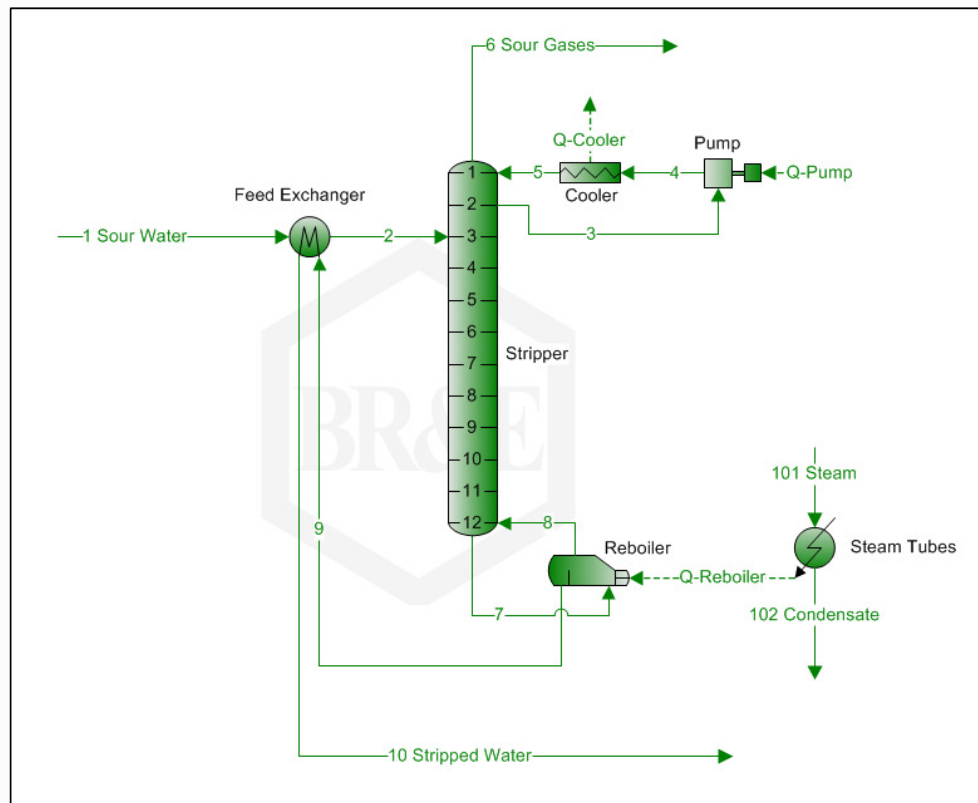 6 Sour Gases
Q-Cooler
Pump
5
Cooler
4
Q-Pump
Feed Exchanger
1 Sour Water
2
3
1
2
3
4
5
6
7
8
9
10
11
12
Stripper
BR&E
101 Steam
9
8
Reboiler
Q-Reboiler
Steam Tubes
7
102 Condensate
10 Stripped Water